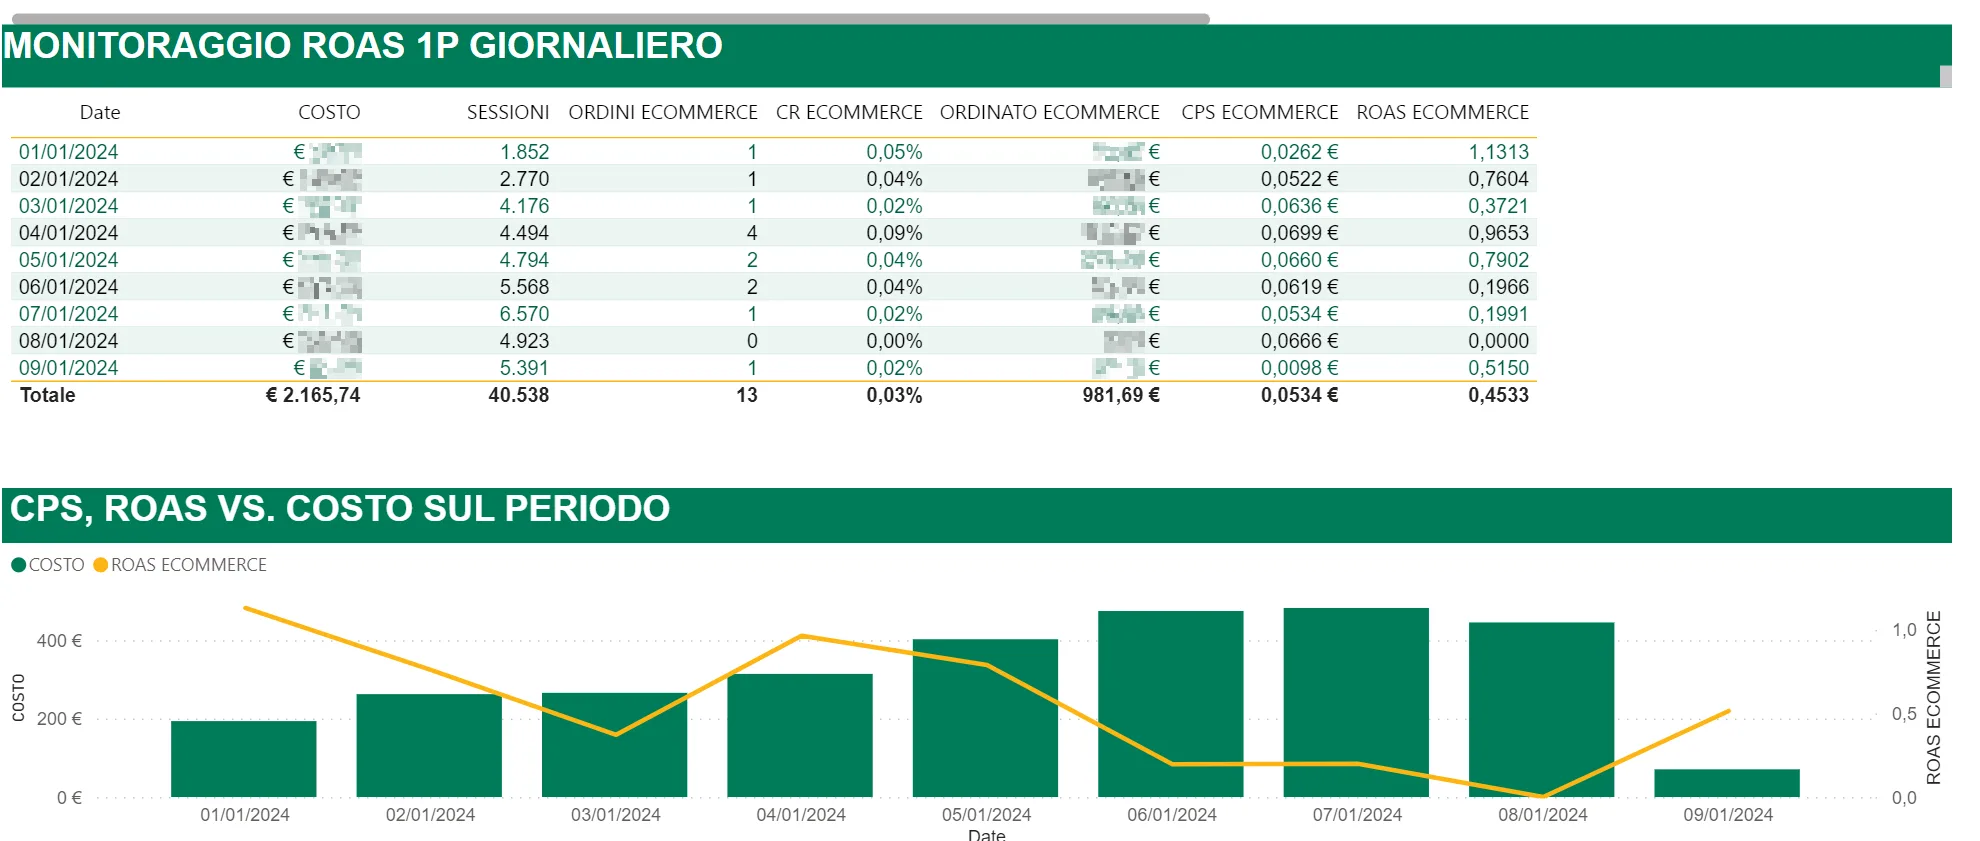 MONITORAGGIO ROAS 1P GIORNALIERO
Date COSTO SESSIONI ORDINI ECOMMERCE CR ECOMMERCE ORDINATO ECOMMERCE CPS ECOMMERCE ROAS ECOMMERCE
01/01/2024 € 1.852 1 0,05% € 0,0262 € 1,1313
02/01/2024 € 2.770 1 0,04% € 0,0522 € 0,7604
03/01/2024 € 4.176 1 0,02% € 0,0636 € 0,3721
04/01/2024 € 4.494 4 0,09% € 0,0699 € 0,9653
05/01/2024 € 4.794 2 0,04% € 0,0660 € 0,7902
06/01/2024 € 5.568 2 0,04% € 0,0619 € 0,1966
07/01/2024 € 6.570 1 0,02% € 0,0534 € 0,1991
08/01/2024 € 4.923 0 0,00% € 0,0666 € 0,0000
09/01/2024 € 5.391 1 0,02% € 0,0098 € 0,5150
Totale € 2.165,74 40.538 13 0,03% 981,69 € 0,0534 € 0,4533
CPS, ROAS VS. COSTO SUL PERIODO
COSTO ROAS ECOMMERCE
400 €
200 €
0 €
COSTO
1,0
0,5
0,0
ROAS ECOMMERCE
01/01/2024 02/01/2024 03/01/2024 04/01/2024 05/01/2024 06/01/2024 07/01/2024 08/01/2024 09/01/2024
Date